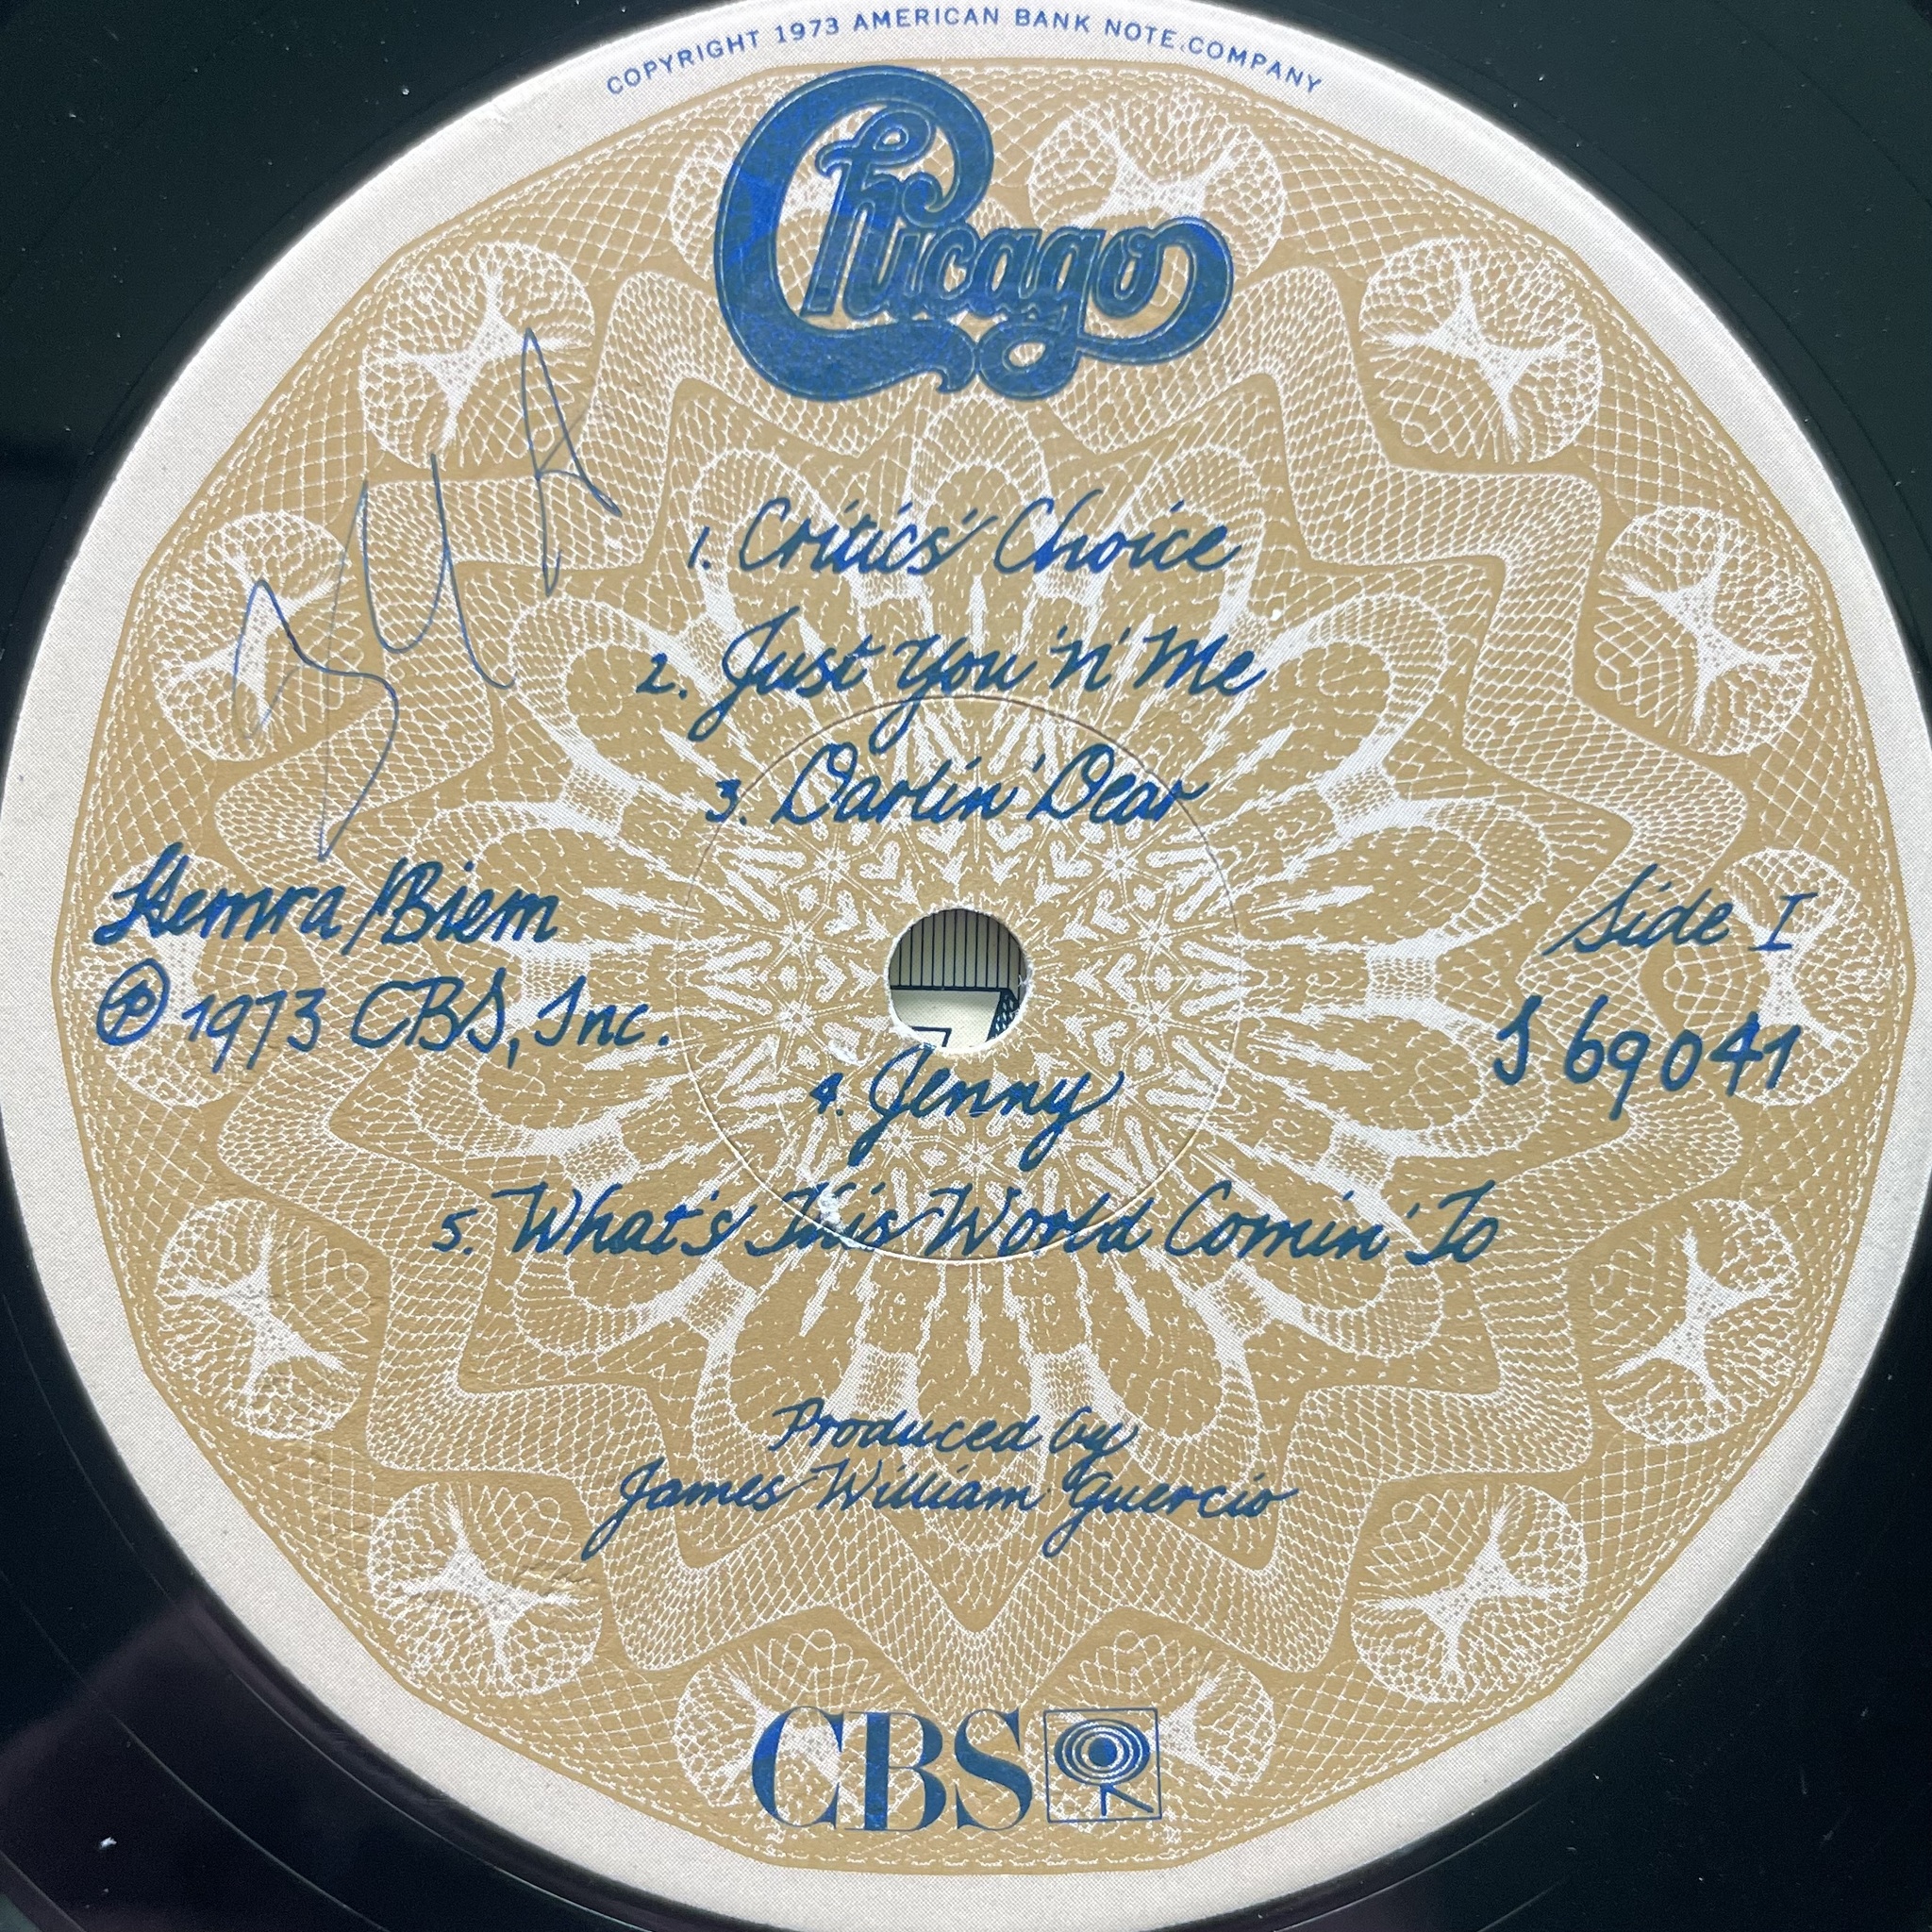 COPYRIGHT 1973 AMERICAN BANK NOTE COMPANY
Chicago
1. Critics' Choice
2. Just You 'n' Me
3. Darlin' Dear
Gemra/Biem
Ⓟ 1973 CBS, Inc.
Side I
S 69041
4. Jenny
5. What's This World Comin' To
Produced by
James William Guercio
CBS